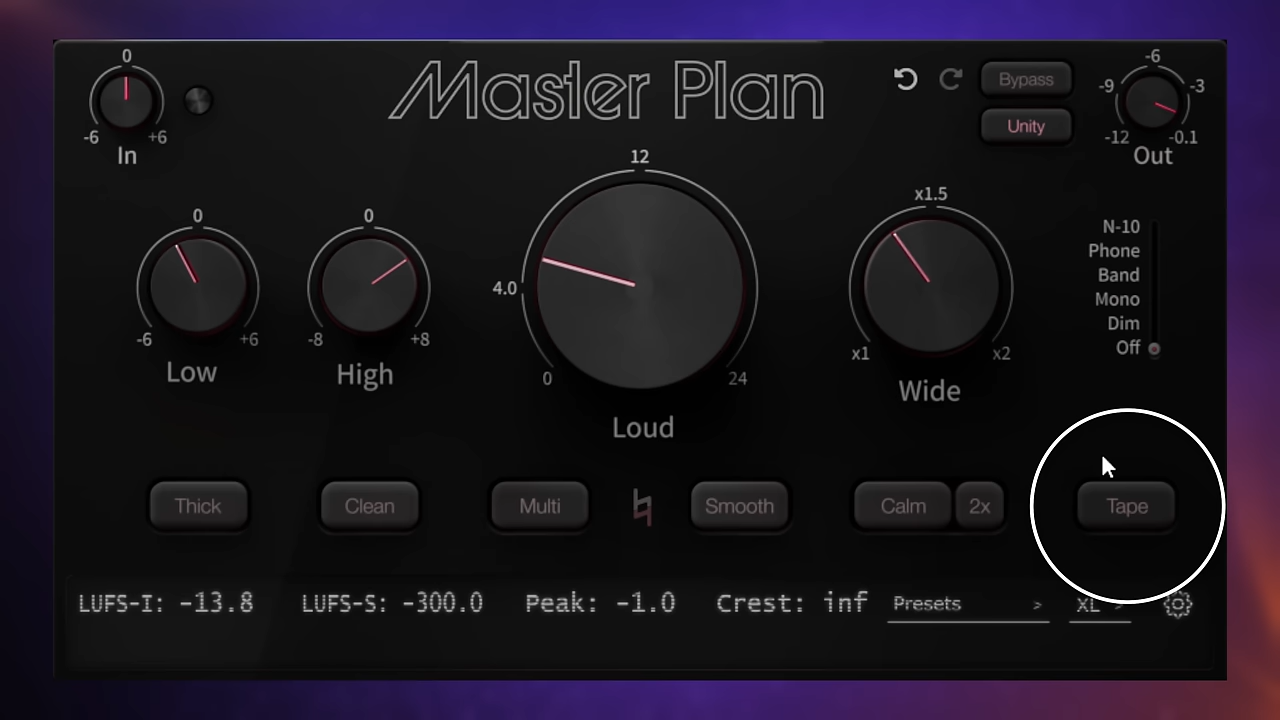 Master Plan
0
-6 +6
In
Bypass
Unity
-6
-9 -3
-12 -0.1
Out
0
-6 +6
Low
0
-8 +8
High
12
4.0
0 24
Loud
x1.5
x1 x2
Wide
N-10
Phone
Band
Mono
Dim
Off
Thick Clean Multi Smooth Calm 2x Tape
LUFS-I: -13.8 LUFS-S: -300.0 Peak: -1.0 Crest: inf Presets > XL >